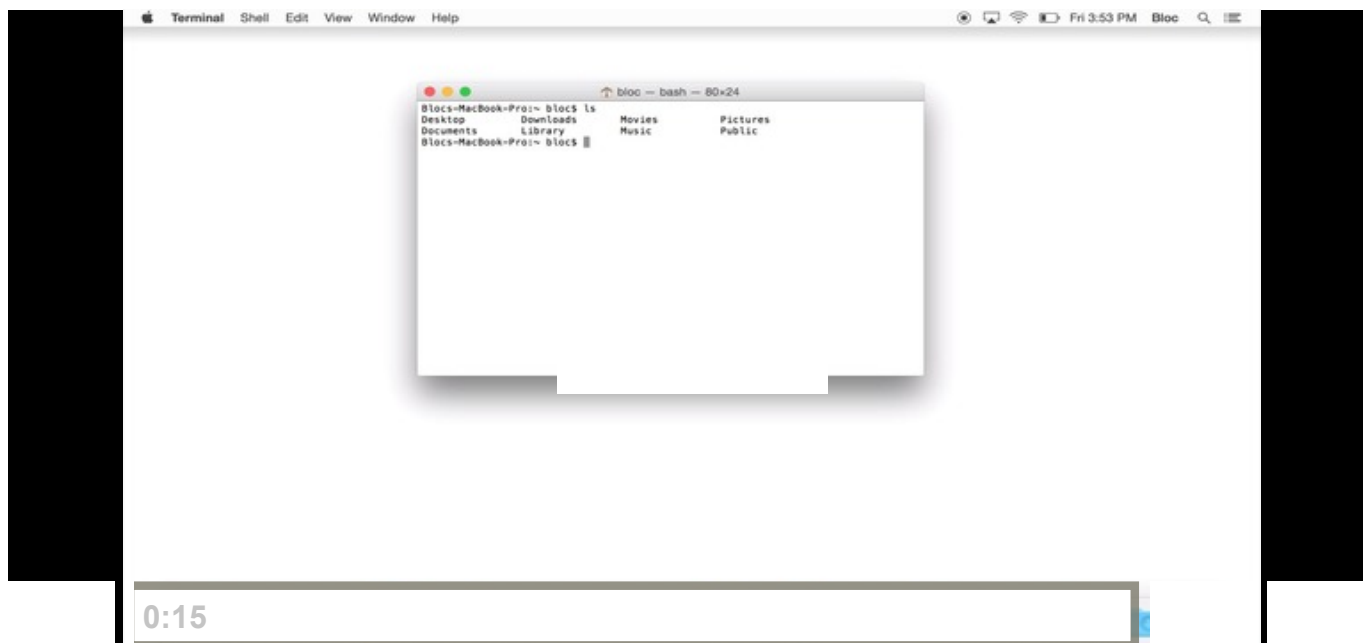 Terminal Shell Edit View Window Help Fri 3:53 PM Bloc
bloc — bash — 80×24
Blocs-MacBook-Pro:~ bloc$ ls
Desktop Downloads Movies Pictures
Documents Library Music Public
Blocs-MacBook-Pro:~ bloc$
0:15